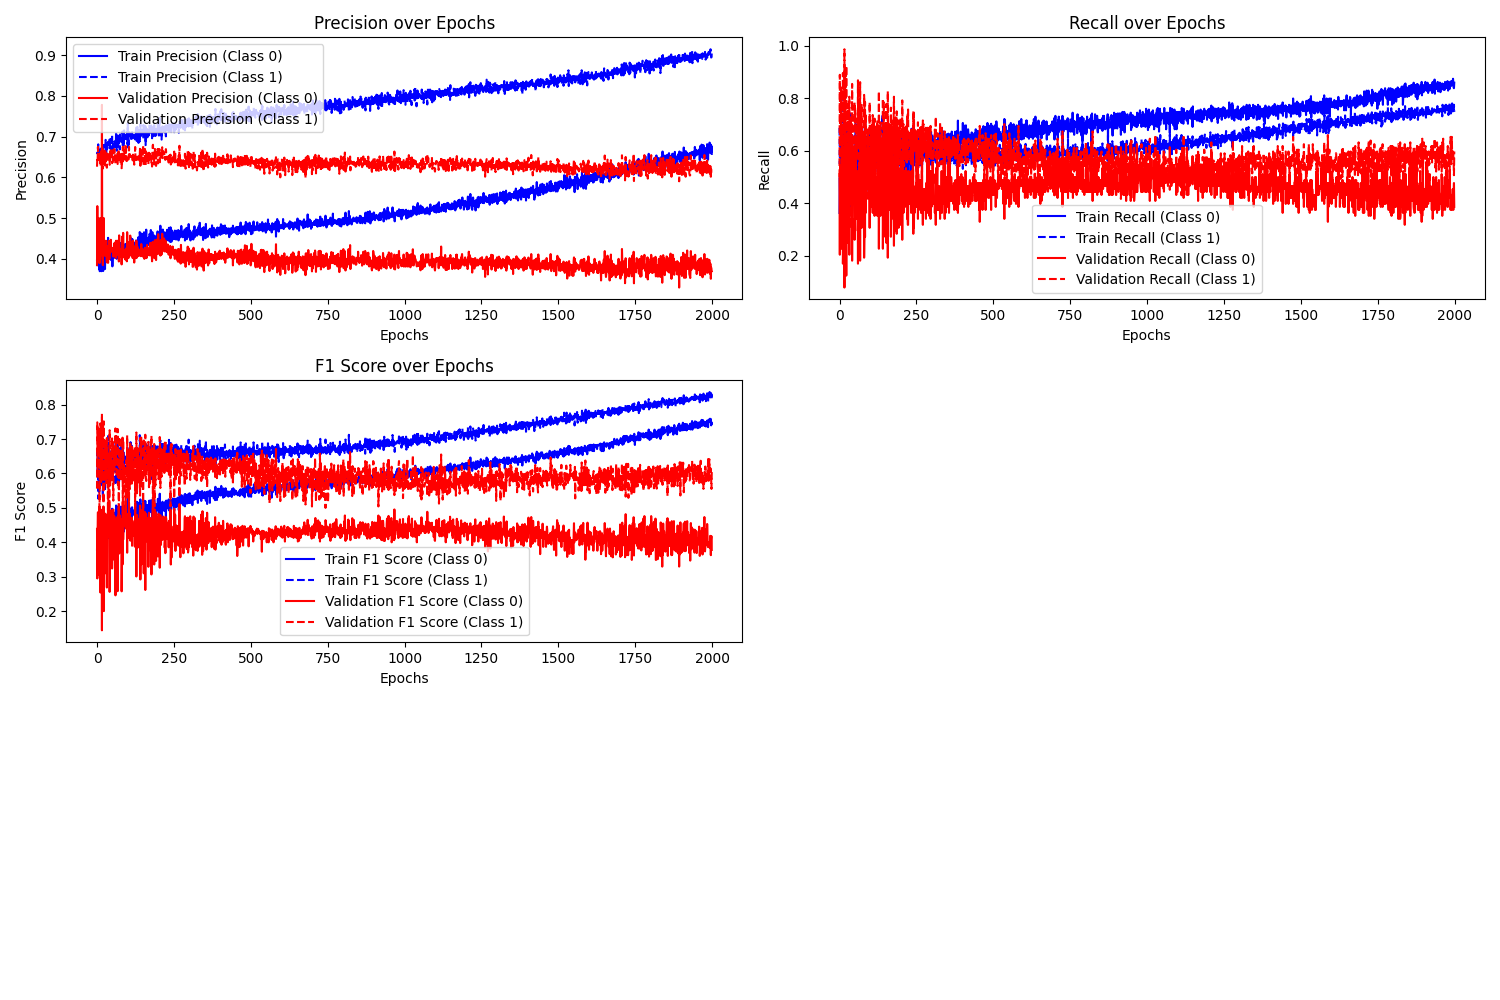 Precision over Epochs
Precision
0.9
0.8
0.7
0.6
0.5
0.4
Train Precision (Class 0)
Train Precision (Class 1)
Validation Precision (Class 0)
Validation Precision (Class 1)
0 250 500 750 1000 1250 1500 1750 2000
Epochs
Recall over Epochs
Recall
1.0
0.8
0.6
0.4
0.2
Train Recall (Class 0)
Train Recall (Class 1)
Validation Recall (Class 0)
Validation Recall (Class 1)
0 250 500 750 1000 1250 1500 1750 2000
Epochs
F1 Score over Epochs
F1 Score
0.8
0.7
0.6
0.5
0.4
0.3
0.2
Train F1 Score (Class 0)
Train F1 Score (Class 1)
Validation F1 Score (Class 0)
Validation F1 Score (Class 1)
0 250 500 750 1000 1250 1500 1750 2000
Epochs